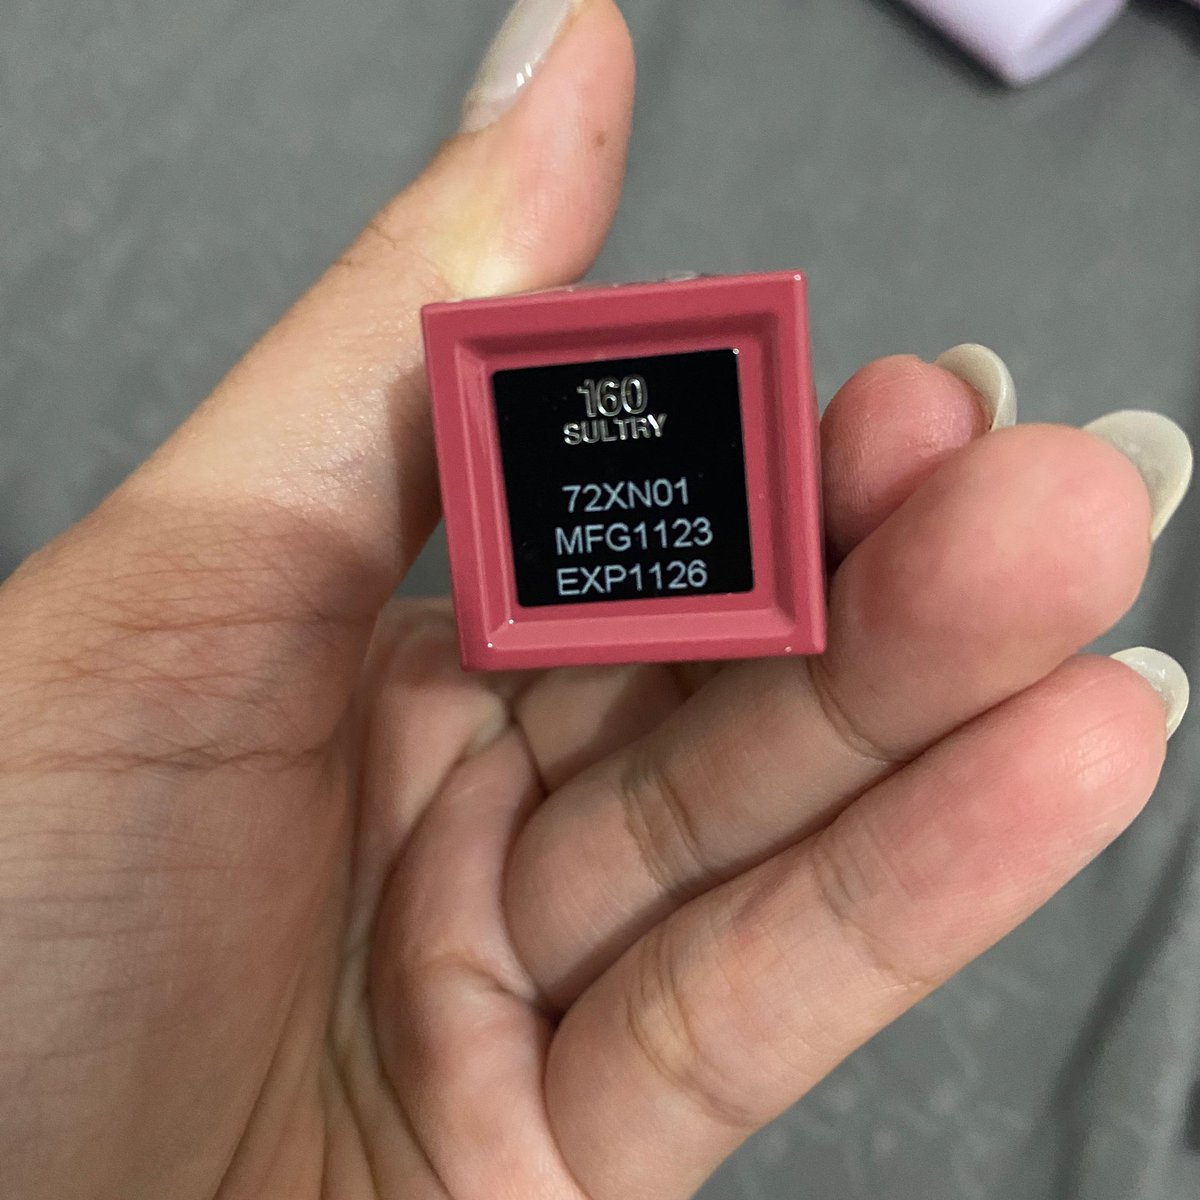 160
SULTRY
72XN01
MFG1123
EXP1126